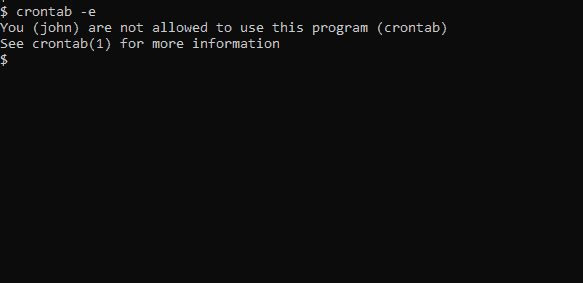 $ crontab -e
You (john) are not allowed to use this program (crontab)
See crontab(1) for more information
$